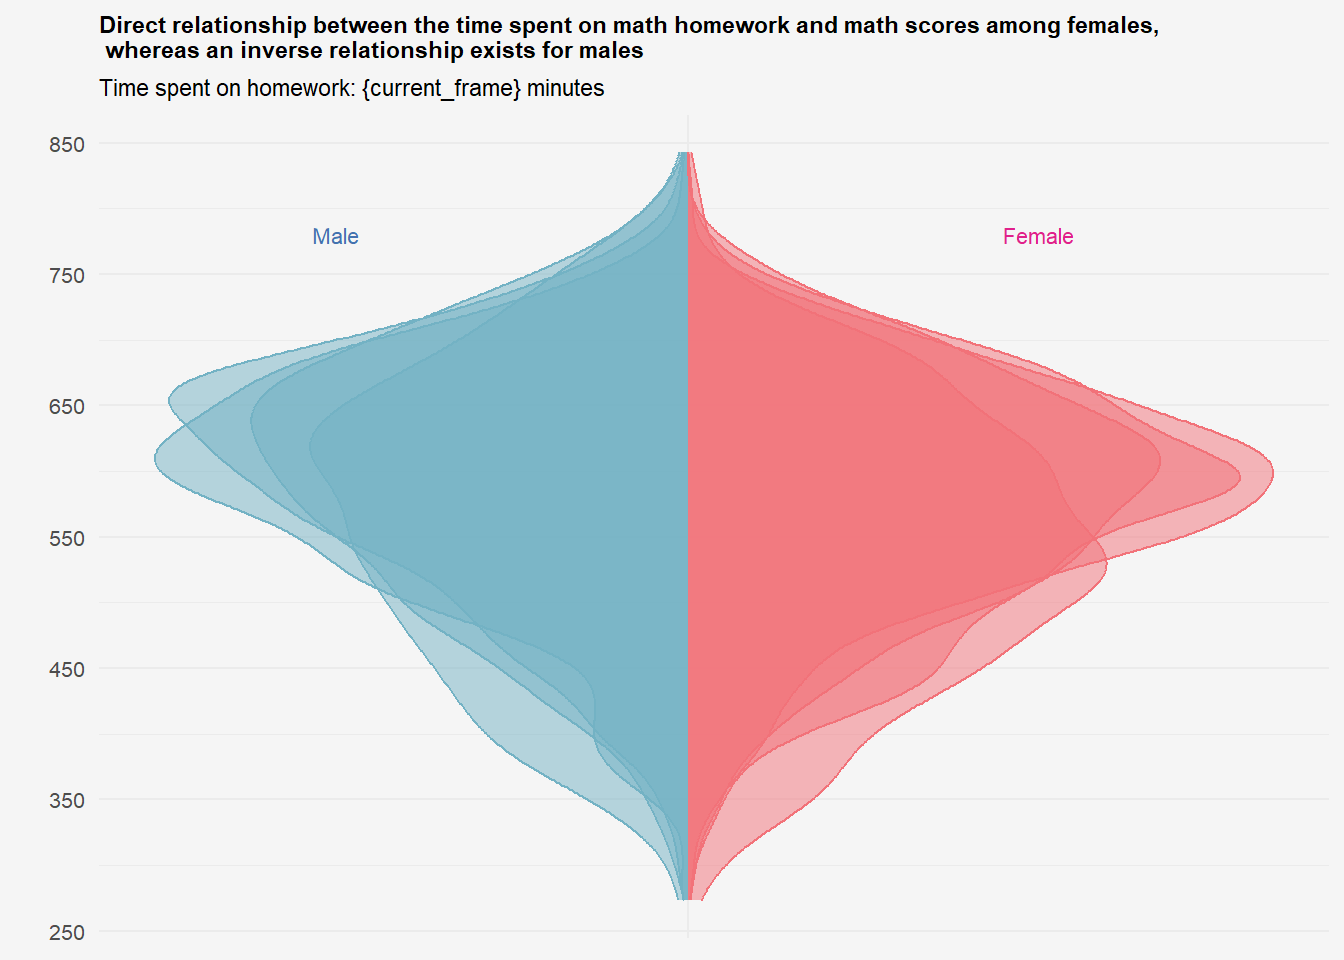 Direct relationship between the time spent on math homework and math scores among females,
whereas an inverse relationship exists for males
Time spent on homework: {current_frame} minutes
850
Male
Female
750
650
550
450
350
250